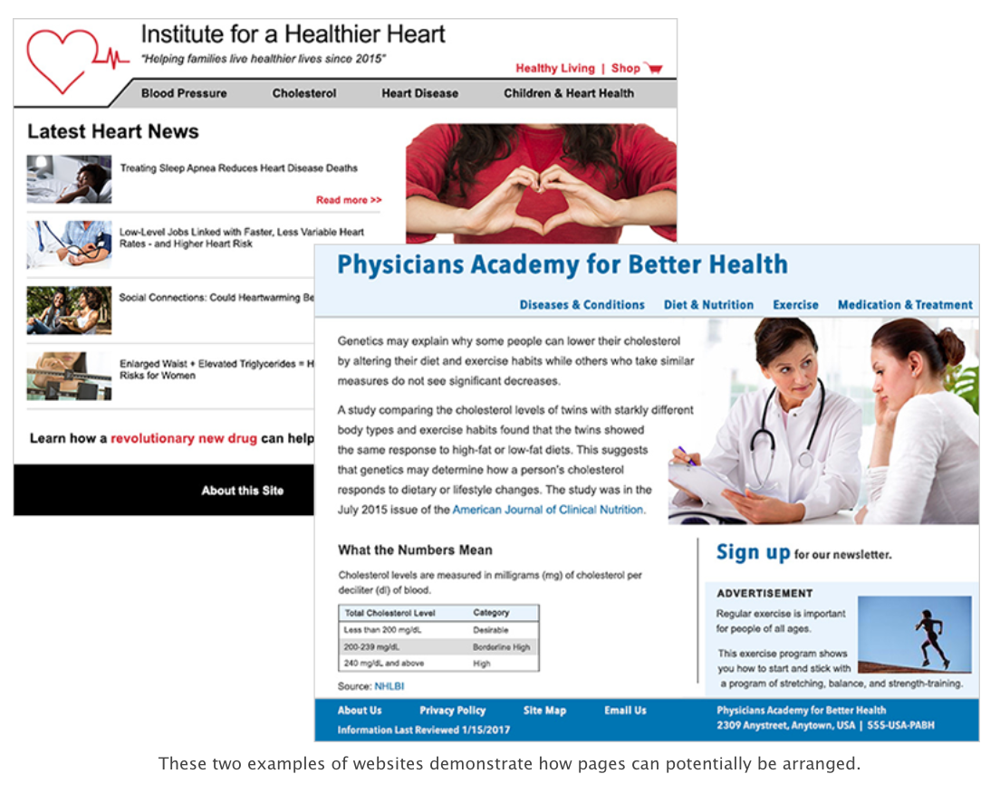 Institute for a Healthier Heart
"Helping families live healthier lives since 2015"
Healthy Living | Shop
Blood Pressure Cholesterol Heart Disease Children & Heart Health
Latest Heart News
Treating Sleep Apnea Reduces Heart Disease Deaths
Read more >>
Low-Level Jobs Linked with Faster, Less Variable Heart
Rates - and Higher Heart Risk
Social Connections: Could Heartwarming Be
Enlarged Waist + Elevated Triglycerides = H
Risks for Women
Learn how a revolutionary new drug can help
About this Site
Physicians Academy for Better Health
Diseases & Conditions Diet & Nutrition Exercise Medication & Treatment
Genetics may explain why some people can lower their cholesterol
by altering their diet and exercise habits while others who take similar
measures do not see significant decreases.
A study comparing the cholesterol levels of twins with starkly different
body types and exercise habits found that the twins showed
the same response to high-fat or low-fat diets. This suggests
that genetics may determine how a person's cholesterol
responds to dietary or lifestyle changes. The study was in the
July 2015 issue of the American Journal of Clinical Nutrition.
What the Numbers Mean
Cholesterol levels are measured in milligrams (mg) of cholesterol per
deciliter (dl) of blood.
Total Cholesterol Level Category
Less than 200 mg/dL Desirable
200-239 mg/dL Borderline High
240 mg/dL and above High
Source: NHLBI
Sign up for our newsletter.
ADVERTISEMENT
Regular exercise is important
for people of all ages.
This exercise program shows
you how to start and stick with
a program of stretching, balance, and strength-training.
About Us Privacy Policy Site Map Email Us
Information Last Reviewed 1/15/2017
Physicians Academy for Better Health
2309 Anystreet, Anytown, USA | 555-USA-PABH
These two examples of websites demonstrate how pages can potentially be arranged.